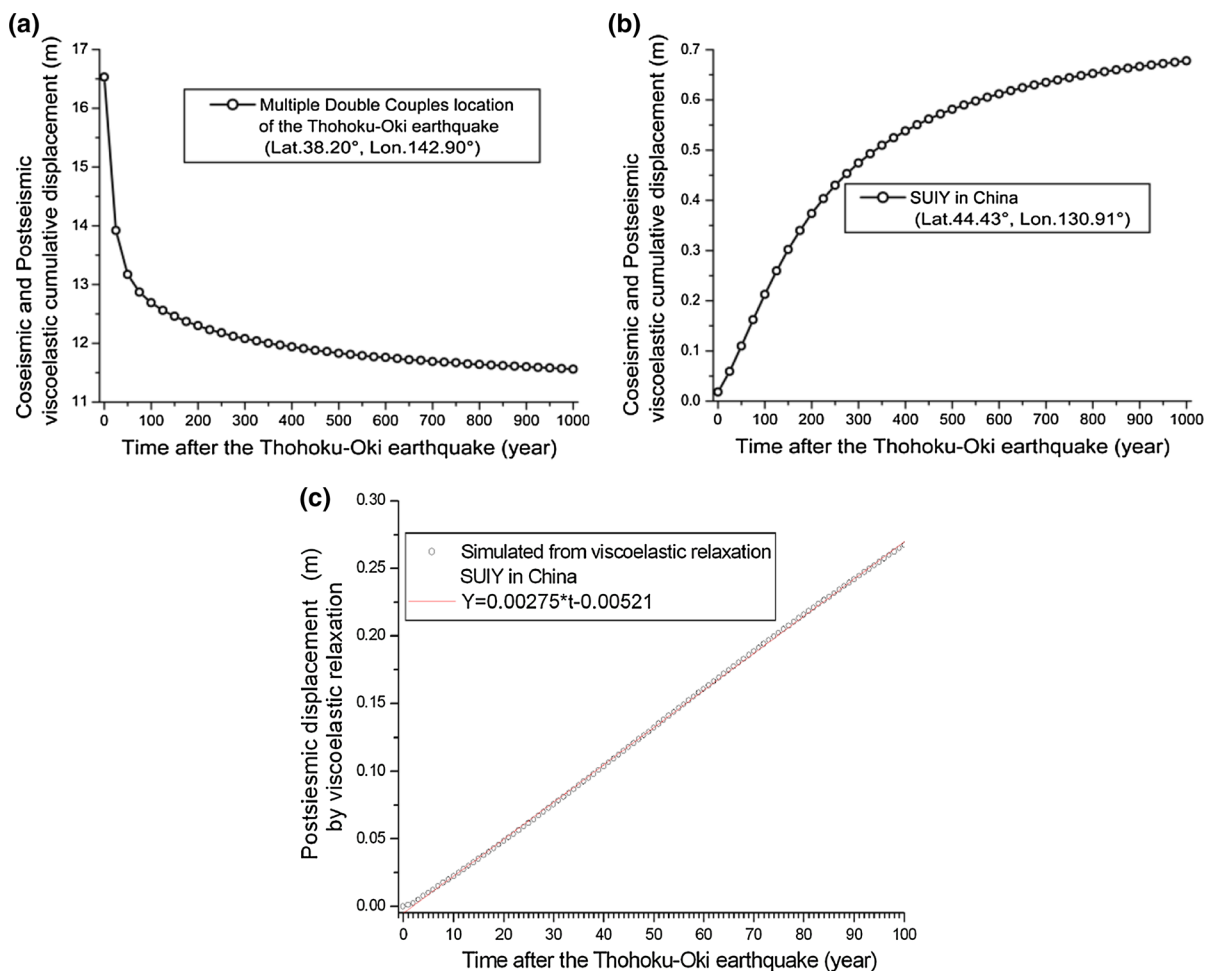 (a)
17
16
15
14
13
12
11
Coseismic and Postseismic
viscoelastic cumulative displacement (m)
Multiple Double Couples location
of the Thohoku-Oki earthquake
(Lat.38.20°, Lon.142.90°)
0 100 200 300 400 500 600 700 800 900 1000
Time after the Thohoku-Oki earthquake (year)
(b)
0.7
0.6
0.5
0.4
0.3
0.2
0.1
0.0
Coseismic and Postseismic
viscoelastic cumulative displacement (m)
SUIY in China
(Lat.44.43°, Lon.130.91°)
0 100 200 300 400 500 600 700 800 900 1000
Time after the Thohoku-Oki earthquake (year)
(c)
0.30
0.25
0.20
0.15
0.10
0.05
0.00
Postsiesmic displacement (m)
by viscoelastic relaxation
Simulated from viscoelastic relaxation
SUIY in China
Y=0.00275*t-0.00521
0 10 20 30 40 50 60 70 80 90 100
Time after the Thohoku-Oki earthquake (year)